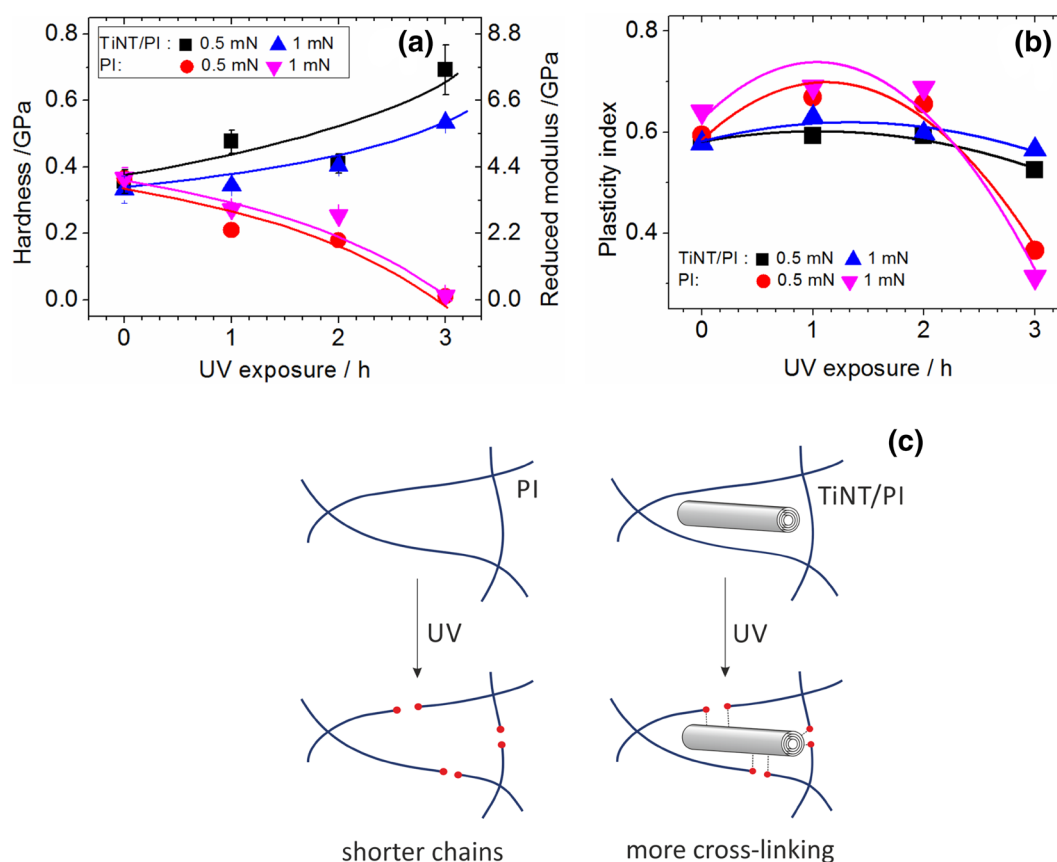 (a)
TiNT/PI : 0.5 mN 1 mN
PI: 0.5 mN 1 mN
Hardness /GPa
0.8
0.6
0.4
0.2
0.0
8.8
6.6
4.4
2.2
0.0
Reduced modulus /GPa
0 1 2 3
UV exposure / h
(b)
Plasticity index
0.8
0.6
0.4
TiNT/PI : 0.5 mN 1 mN
PI: 0.5 mN 1 mN
0 1 2 3
UV exposure / h
(c)
PI TiNT/PI
UV UV
shorter chains more cross-linking